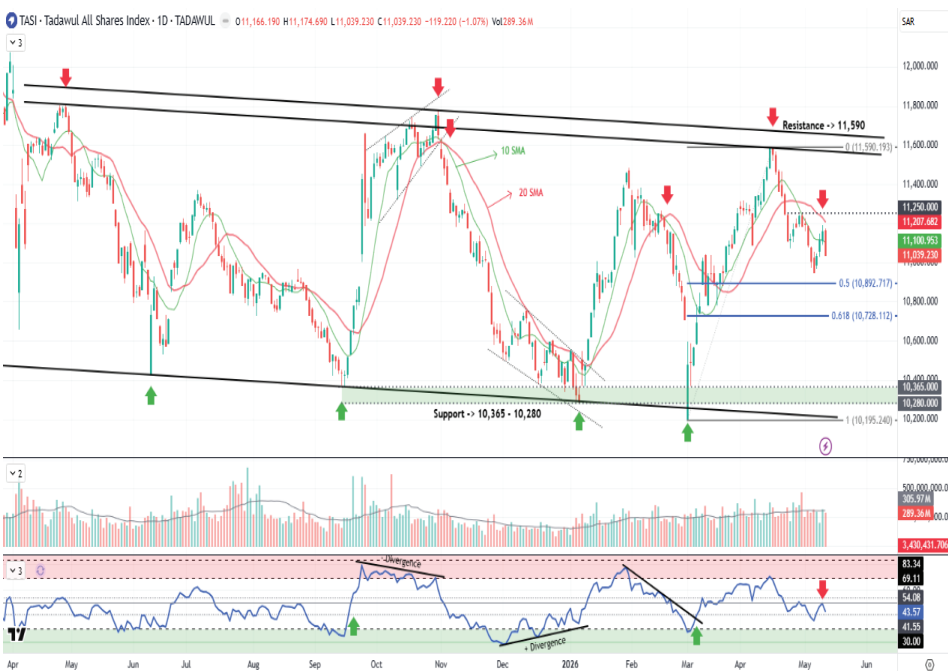 TASI · Tadawul All Shares Index · 1D · TADAWUL O11,166.190 H11,174.690 L11,039.230 C11,039.230 -119.220 (-1.07%) Vol289.36M
SAR
3
12,000.000
11,800.000
Resistance -> 11,590
11,600.000
0 (11,590.193)
10 SMA
11,400.000
20 SMA
11,250.000
11,207.682
11,100.953
11,039.230
11,000.000
0.5 (10,892.717)
10,800.000
0.618 (10,728.112)
10,600.000
10,400.000
10,365.000
10,280.000
Support -> 10,365 - 10,280
10,200.000
1 (10,195.240)
2
750,000,000.0
500,000,000.0
305.97M
289.36M
3,430,431.706
3
- Divergence
83.34
69.11
54.08
43.57
41.55
30.00
+ Divergence
Apr May Jun Jul Aug Sep Oct Nov Dec 2026 Feb Mar Apr May Jun